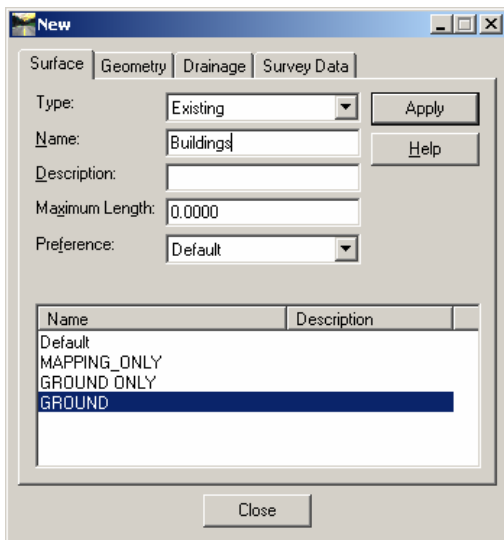 New
Surface Geometry Drainage Survey Data
Type: Existing Apply
Name: Buildings Help
Description:
Maximum Length: 0.0000
Preference: Default
Name Description
Default
MAPPING_ONLY
GROUND ONLY
GROUND
Close